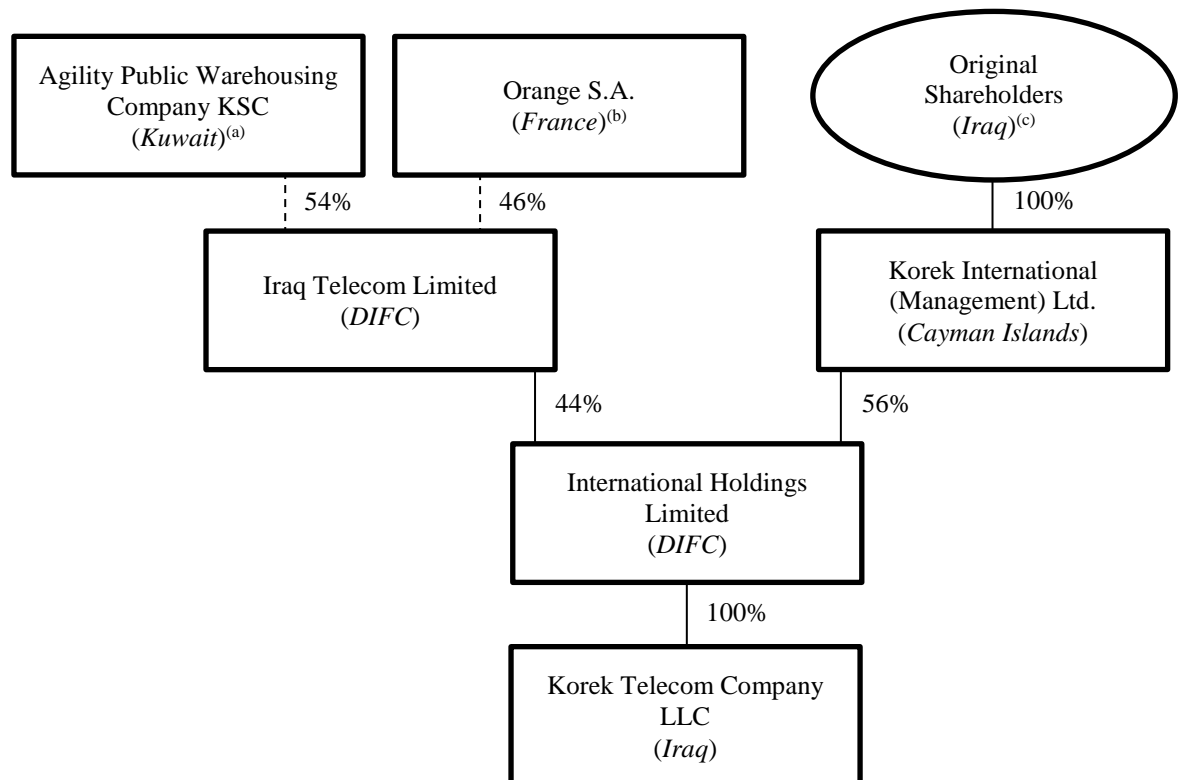 Agility Public Warehousing
Company KSC
(Kuwait)(a)
Orange S.A.
(France)(b)
Original
Shareholders
(Iraq)(c)
54%
46%
100%
Iraq Telecom Limited
(DIFC)
Korek International
(Management) Ltd.
(Cayman Islands)
44%
56%
International Holdings
Limited
(DIFC)
100%
Korek Telecom Company
LLC
(Iraq)